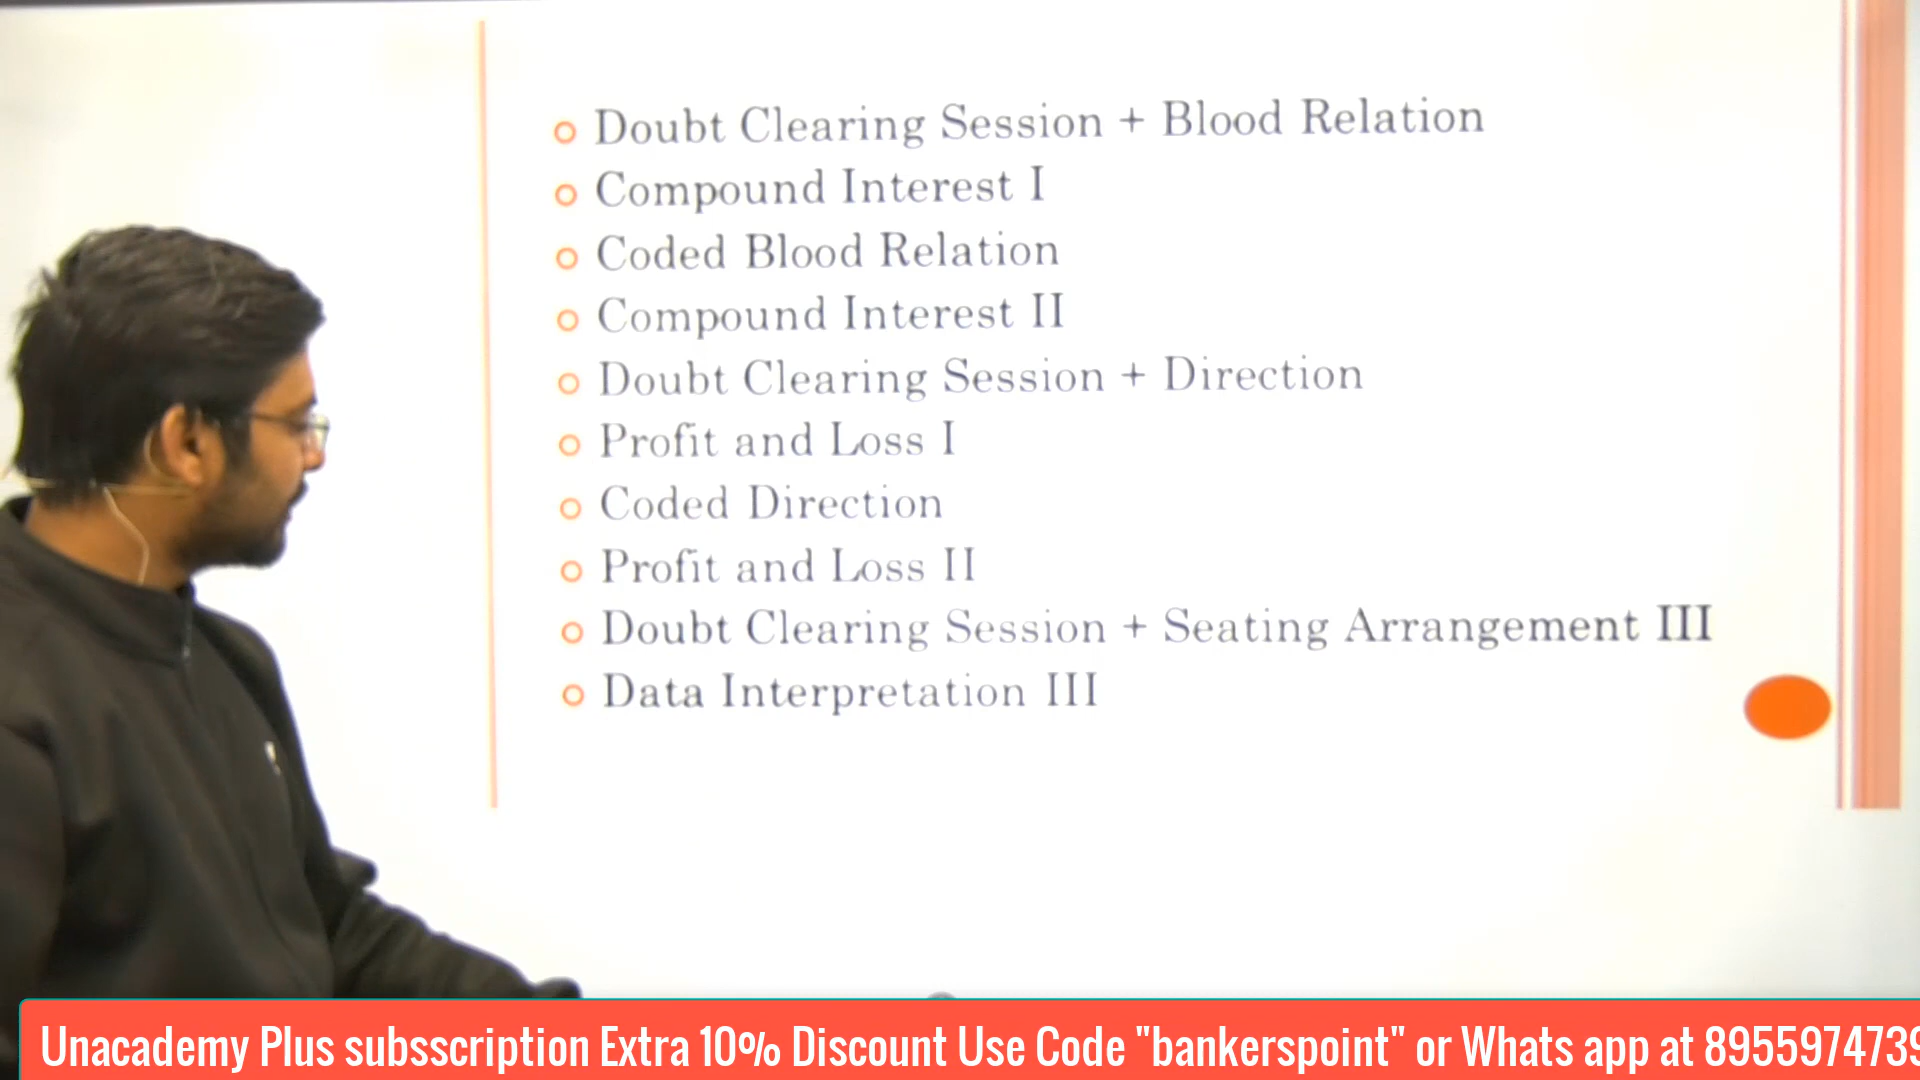 Doubt Clearing Session + Blood Relation
Compound Interest I
Coded Blood Relation
Compound Interest II
Doubt Clearing Session + Direction
Profit and Loss I
Coded Direction
Profit and Loss II
Doubt Clearing Session + Seating Arrangement III
Data Interpretation III
Unacademy Plus subsscription Extra 10% Discount Use Code "bankerspoint" or Whats app at 8955974739